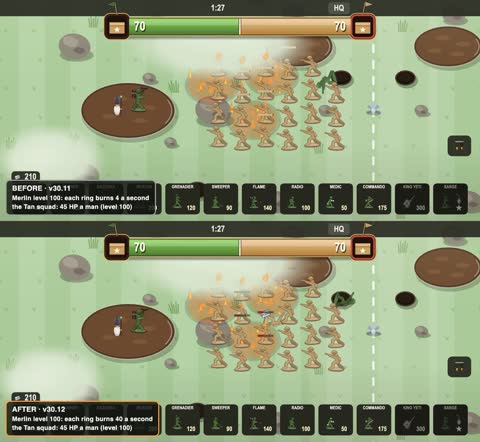 1:27
HQ
70
70
210
BEFORE · v30.11
Merlin level 100: each ring burns 4 a second
the Tan squad: 45 HP a man (level 100)
GRENADIER
SWEEPER
FLAME
RADIO
MEDIC
COMMANDO
KING YETI
SARGE
120
90
140
100
50
175
300
1:27
HQ
70
70
210
AFTER · v30.12
Merlin level 100: each ring burns 40 a second
the Tan squad: 45 HP a man (level 100)
GRENADIER
SWEEPER
FLAME
RADIO
MEDIC
COMMANDO
KING YETI
SARGE
120
90
140
100
50
175
300